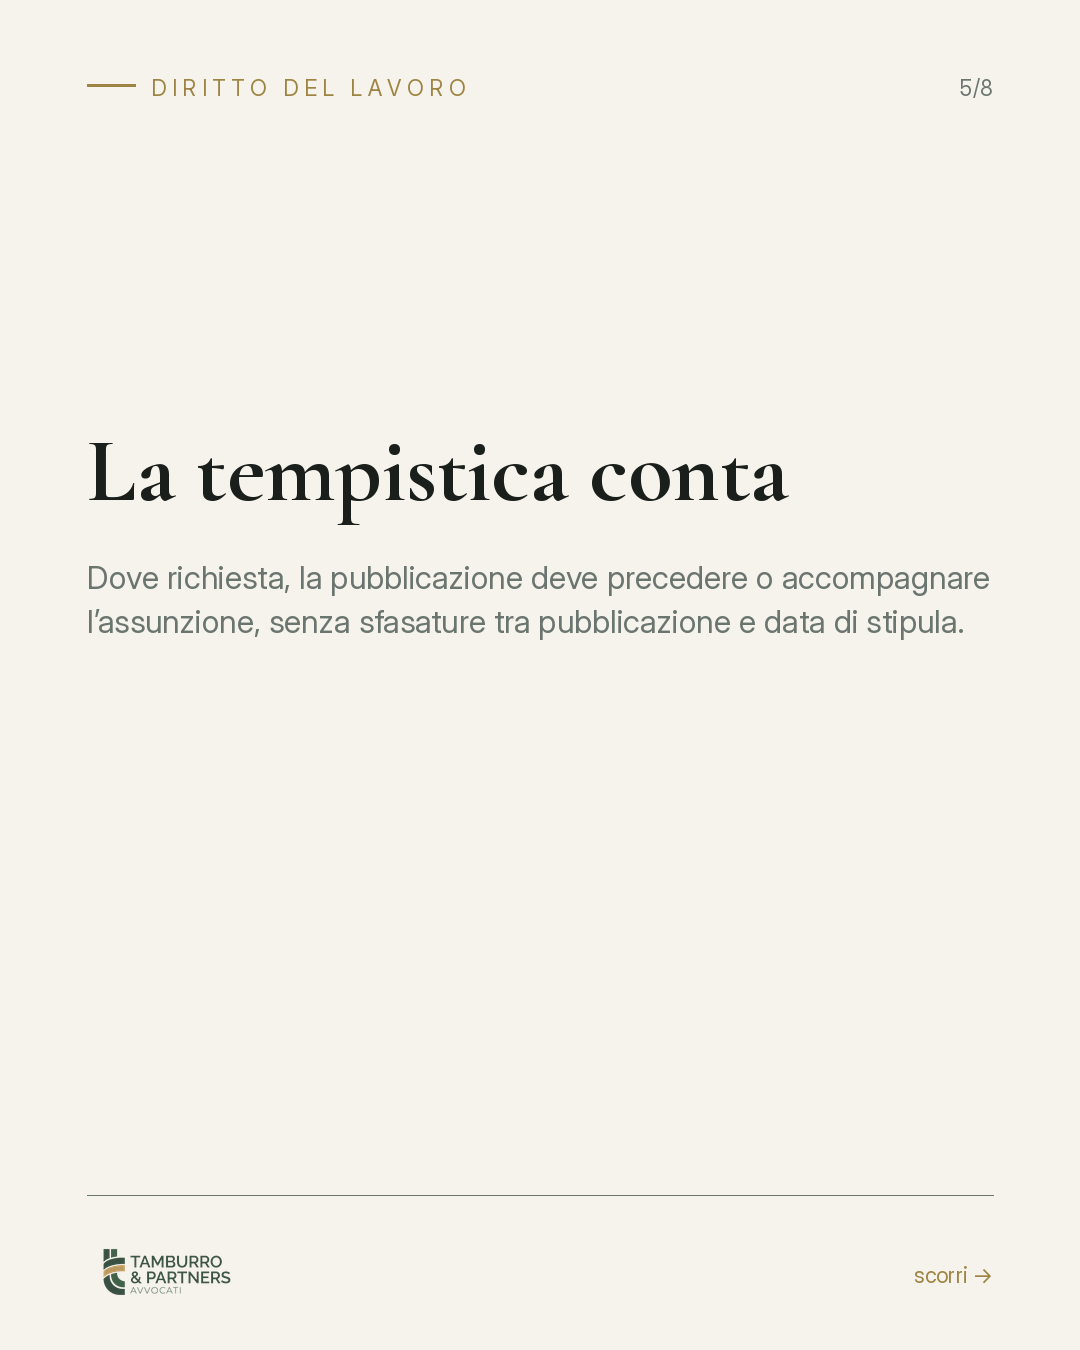 DIRITTO DEL LAVORO
5/8
La tempistica conta
Dove richiesta, la pubblicazione deve precedere o accompagnare
l’assunzione, senza sfasature tra pubblicazione e data di stipula.
TAMBURRO
& PARTNERS
AVVOCATI
scorri →